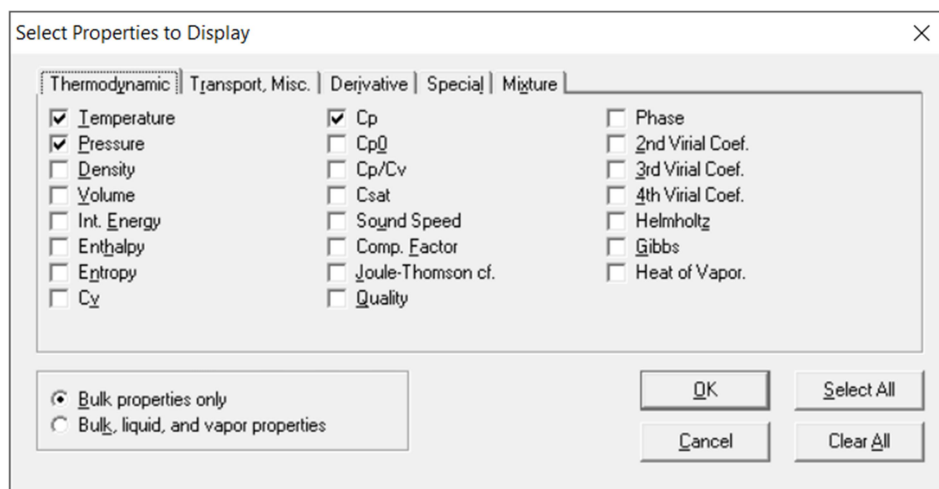 Select Properties to Display
Thermodynamic Transport, Misc. Derivative Special Mixture
Temperature Cp Phase
Pressure Cp0 2nd Virial Coef.
Density Cp/Cv 3rd Virial Coef.
Volume Csat 4th Virial Coef.
Int. Energy Sound Speed Helmholtz
Enthalpy Comp. Factor Gibbs
Entropy Joule-Thomson cf. Heat of Vapor.
Cv Quality
Bulk properties only
Bulk, liquid, and vapor properties
OK Select All
Cancel Clear All